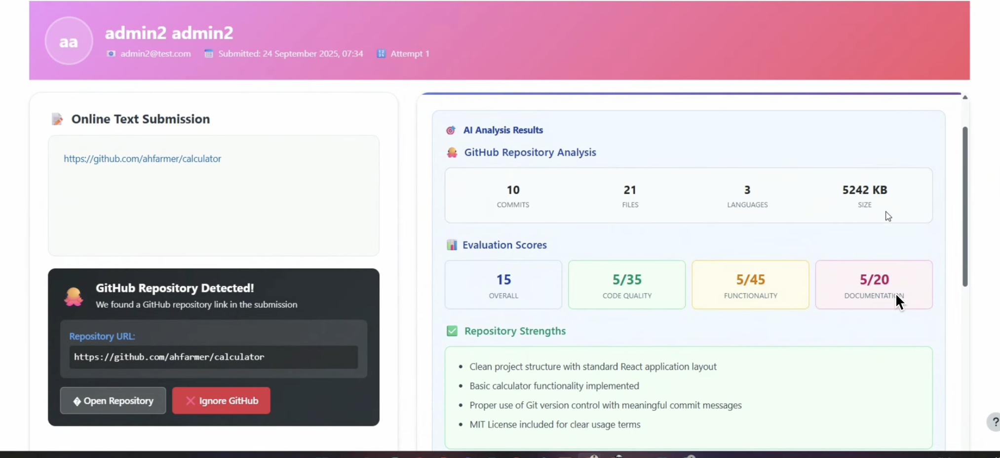 aa
admin2 admin2
admin2@test.com Submitted: 24 September 2025, 07:34 Attempt 1
Online Text Submission
https://github.com/ahfarmer/calculator
GitHub Repository Detected!
We found a GitHub repository link in the submission
Repository URL:
https://github.com/ahfarmer/calculator
Open Repository
Ignore GitHub
AI Analysis Results
GitHub Repository Analysis
10 21 3 5242 KB
COMMITS FILES LANGUAGES SIZE
Evaluation Scores
15 5/35 5/45 5/20
OVERALL CODE QUALITY FUNCTIONALITY DOCUMENTATION
Repository Strengths
• Clean project structure with standard React application layout
• Basic calculator functionality implemented
• Proper use of Git version control with meaningful commit messages
• MIT License included for clear usage terms
?